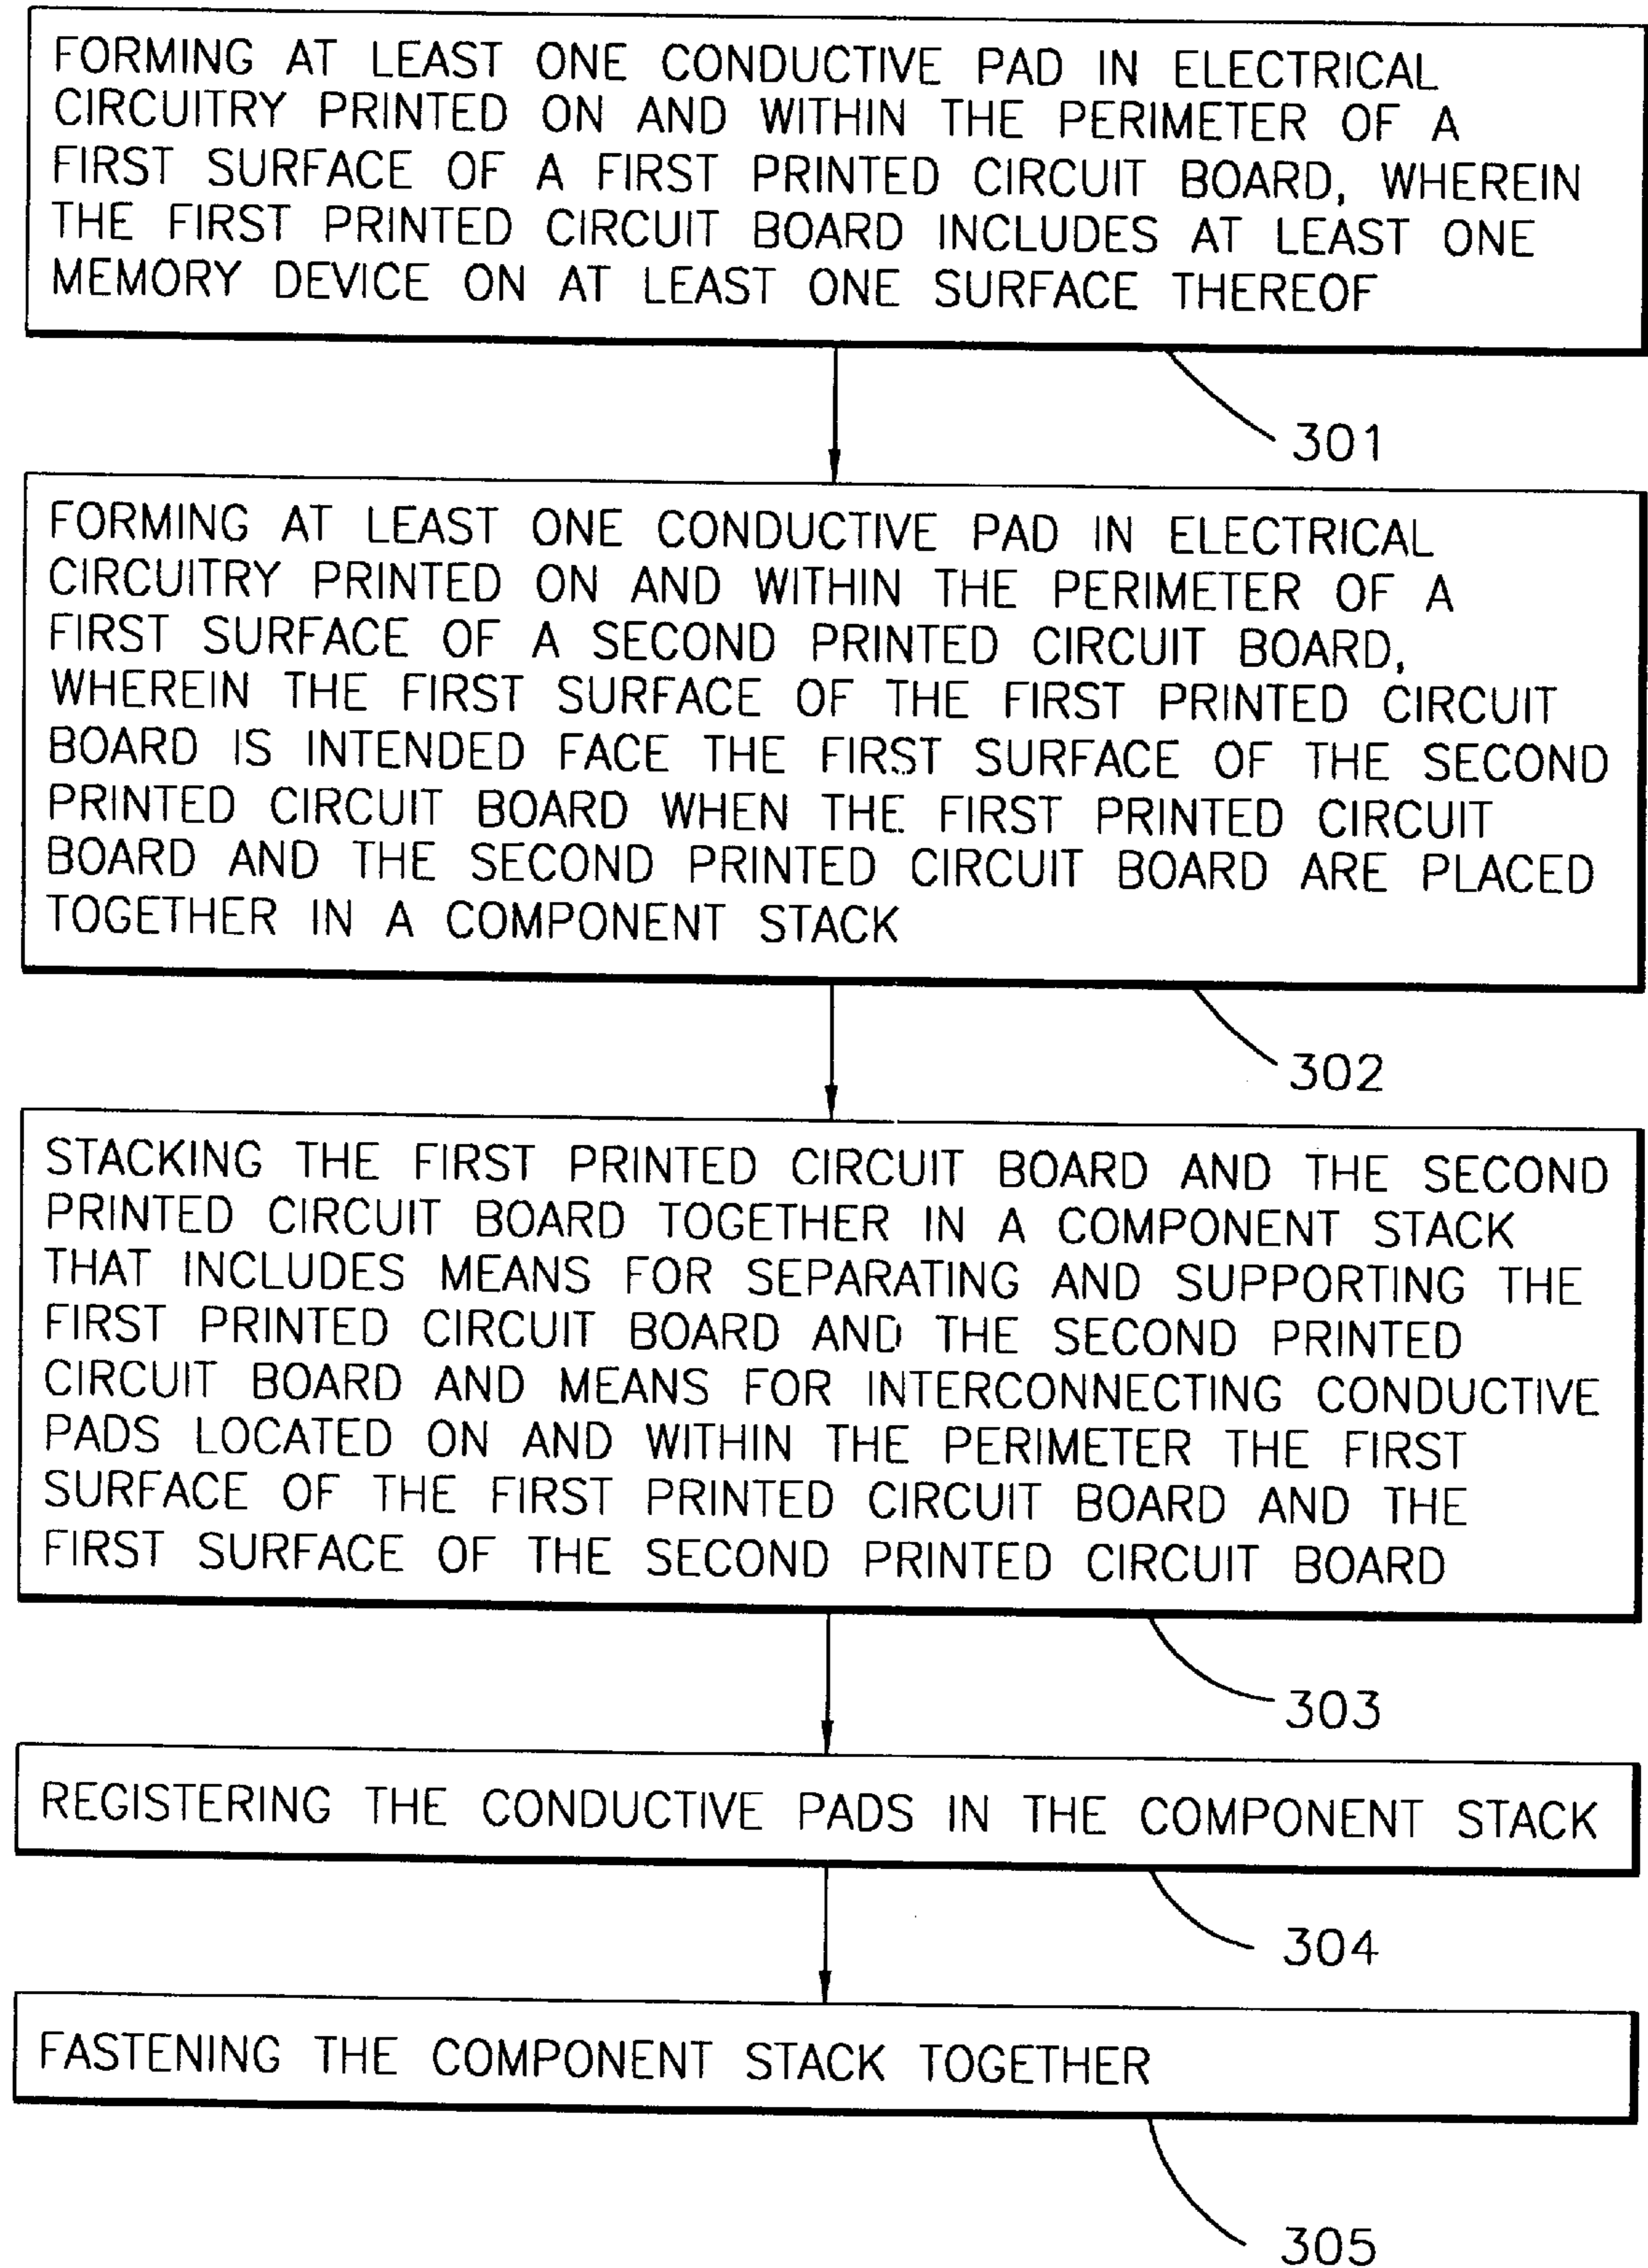 FORMING AT LEAST ONE CONDUCTIVE PAD IN ELECTRICAL
CIRCUITRY PRINTED ON AND WITHIN THE PERIMETER OF A
FIRST SURFACE OF A FIRST PRINTED CIRCUIT BOARD, WHEREIN
THE FIRST PRINTED CIRCUIT BOARD INCLUDES AT LEAST ONE
MEMORY DEVICE ON AT LEAST ONE SURFACE THEREOF
301
FORMING AT LEAST ONE CONDUCTIVE PAD IN ELECTRICAL
CIRCUITRY PRINTED ON AND WITHIN THE PERIMETER OF A
FIRST SURFACE OF A SECOND PRINTED CIRCUIT BOARD,
WHEREIN THE FIRST SURFACE OF THE FIRST PRINTED CIRCUIT
BOARD IS INTENDED FACE THE FIRST SURFACE OF THE SECOND
PRINTED CIRCUIT BOARD WHEN THE FIRST PRINTED CIRCUIT
BOARD AND THE SECOND PRINTED CIRCUIT BOARD ARE PLACED
TOGETHER IN A COMPONENT STACK
302
STACKING THE FIRST PRINTED CIRCUIT BOARD AND THE SECOND
PRINTED CIRCUIT BOARD TOGETHER IN A COMPONENT STACK
THAT INCLUDES MEANS FOR SEPARATING AND SUPPORTING THE
FIRST PRINTED CIRCUIT BOARD AND THE SECOND PRINTED
CIRCUIT BOARD AND MEANS FOR INTERCONNECTING CONDUCTIVE
PADS LOCATED ON AND WITHIN THE PERIMETER THE FIRST
SURFACE OF THE FIRST PRINTED CIRCUIT BOARD AND THE
FIRST SURFACE OF THE SECOND PRINTED CIRCUIT BOARD
303
REGISTERING THE CONDUCTIVE PADS IN THE COMPONENT STACK
304
FASTENING THE COMPONENT STACK TOGETHER
305